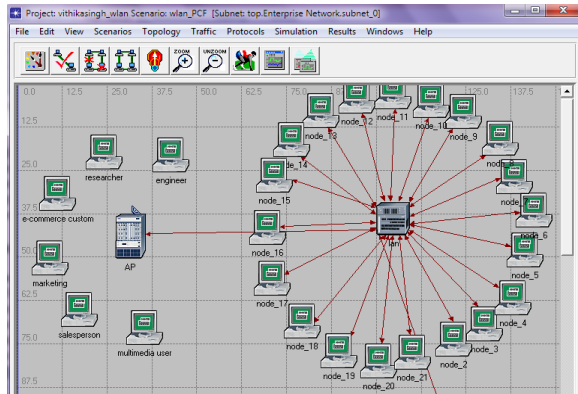 Project: vithikasingh_wlan Scenario: wlan_PCF [Subnet: top.Enterprise Network.subnet_0]
File Edit View Scenarios Topology Traffic Protocols Simulation Results Windows Help
ZOOM UNZOOM
0.0 12.5 25.0 37.5 50.0 62.5 75.0 87.5 125.0 137.5
12.5
25.0
37.5
50.0
62.5
75.0
87.5
node_13
node_12
node_11
node_10
node_9
node_14
researcher
engineer
node_15
e-commerce custom
AP
node_16
lan
node_6
marketing
node_5
node_17
salesperson
multimedia user
node_18
node_19
node_20
node_21
node_2
node_3
node_4